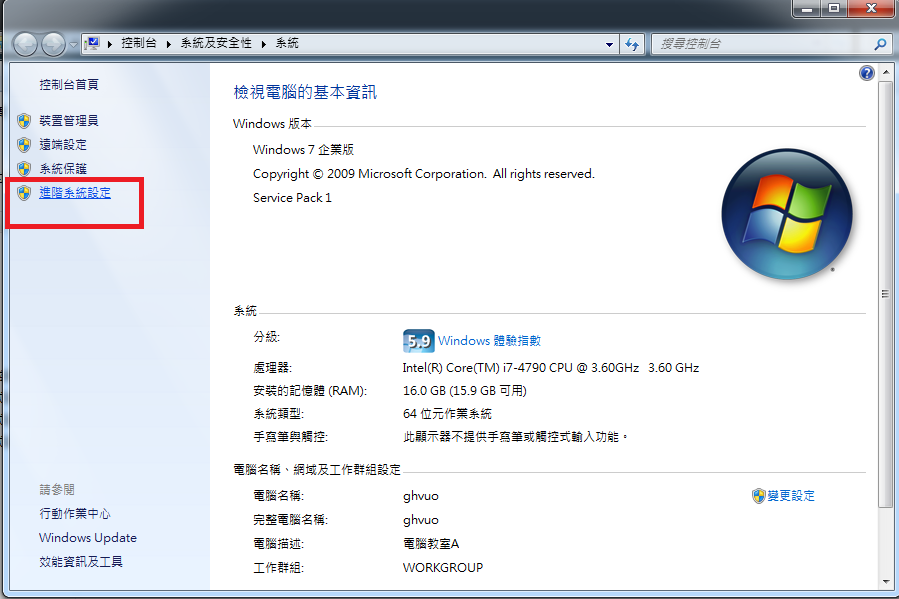 控制台 ▸ 系統及安全性 ▸ 系統
搜尋控制台
控制台首頁
裝置管理員
遠端設定
系統保護
進階系統設定
請參閱
行動作業中心
Windows Update
效能資訊及工具
檢視電腦的基本資訊
Windows 版本
Windows 7 企業版
Copyright © 2009 Microsoft Corporation. All rights reserved.
Service Pack 1
系統
分級: 5.9 Windows 體驗指數
處理器: Intel(R) Core(TM) i7-4790 CPU @ 3.60GHz 3.60 GHz
安裝的記憶體 (RAM): 16.0 GB (15.9 GB 可用)
系統類型: 64 位元作業系統
手寫筆與觸控: 此顯示器不提供手寫筆或觸控式輸入功能。
電腦名稱、網域及工作群組設定
電腦名稱: ghvuo 變更設定
完整電腦名稱: ghvuo
電腦描述: 電腦教室A
工作群組: WORKGROUP